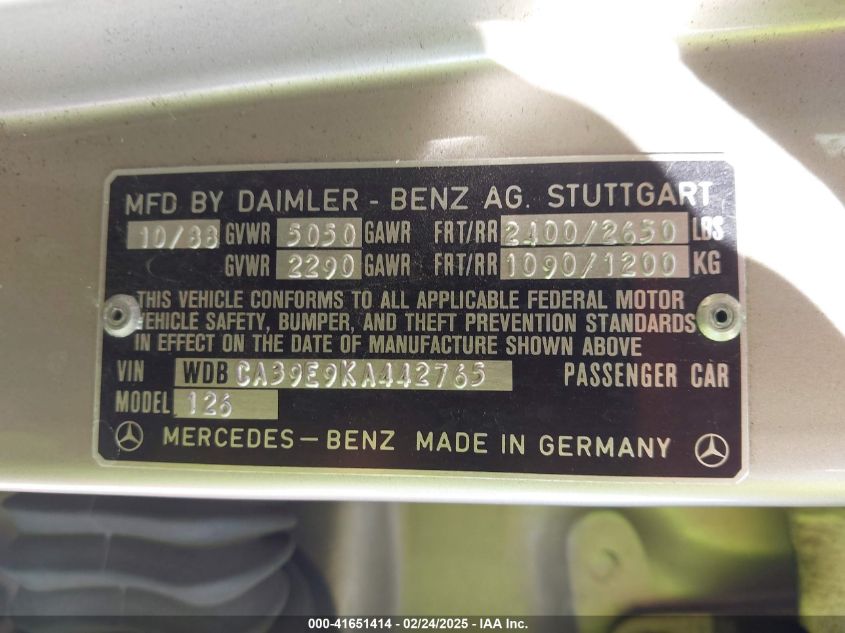 MFD BY DAIMLER - BENZ AG. STUTTGART
10/88 GVWR 5050 GAWR FRT/RR 2400/2650 LBS
GVWR 2290 GAWR FRT/RR 1090/1200 KG
THIS VEHICLE CONFORMS TO ALL APPLICABLE FEDERAL MOTOR
VEHICLE SAFETY, BUMPER, AND THEFT PREVENTION STANDARDS
IN EFFECT ON THE DATE OF MANUFACTURE SHOWN ABOVE
VIN WDB CA39E9KA442765 PASSENGER CAR
MODEL 126
MERCEDES - BENZ MADE IN GERMANY
000-41651414 - 02/24/2025 - IAA Inc.